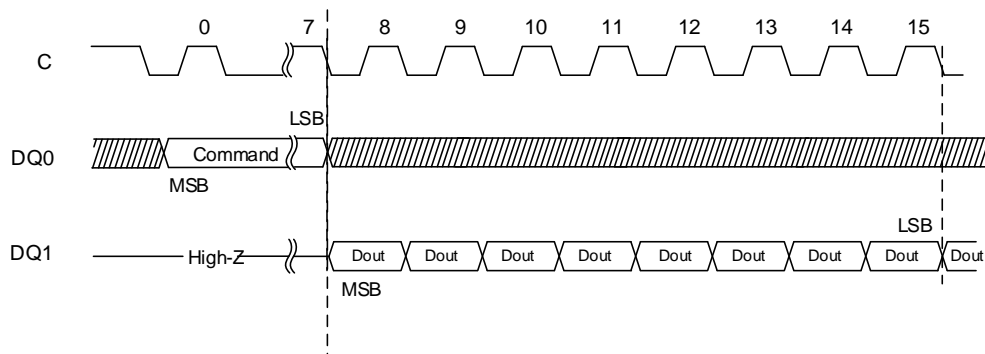 0 7 8 9 10 11 12 13 14 15
C
LSB
DQ0 Command
MSB
LSB
DQ1 High-Z Dout Dout Dout Dout Dout Dout Dout Dout Dout
MSB